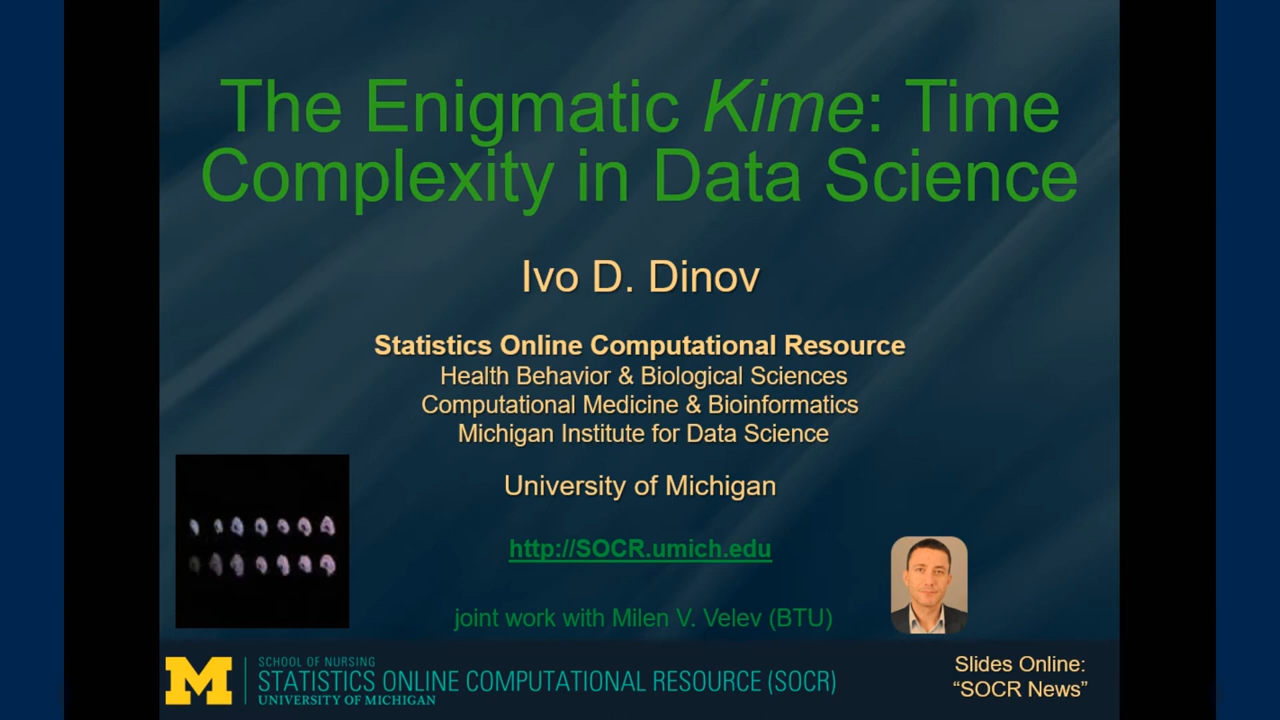 The Enigmatic Kime: Time
Complexity in Data Science
Ivo D. Dinov
Statistics Online Computational Resource
Health Behavior & Biological Sciences
Computational Medicine & Bioinformatics
Michigan Institute for Data Science
University of Michigan
http://SOCR.umich.edu
joint work with Milen V. Velev (BTU)
M
SCHOOL OF NURSING
STATISTICS ONLINE COMPUTATIONAL RESOURCE (SOCR)
UNIVERSITY OF MICHIGAN
Slides Online:
“SOCR News”